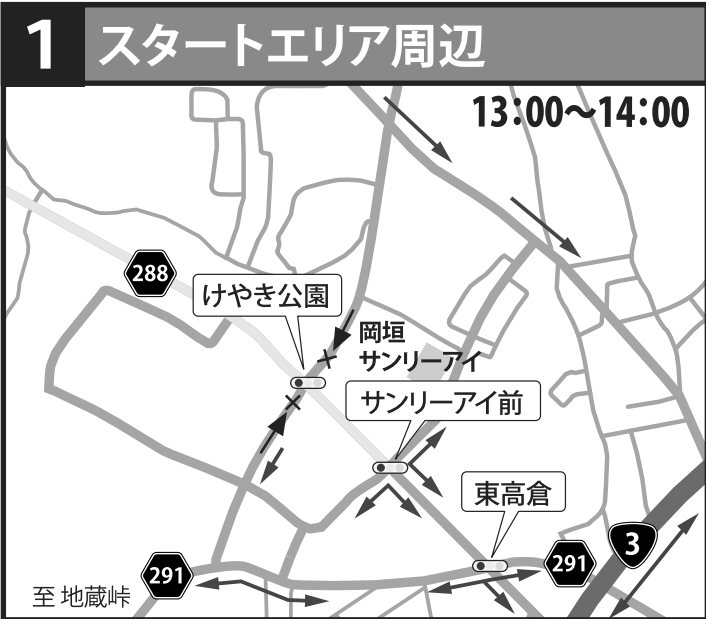 1 スタートエリア周辺
13:00〜14:00
288
けやき公園
岡垣
サンリーアイ
サンリーアイ前
東高倉
291
3
291
至 地蔵峠